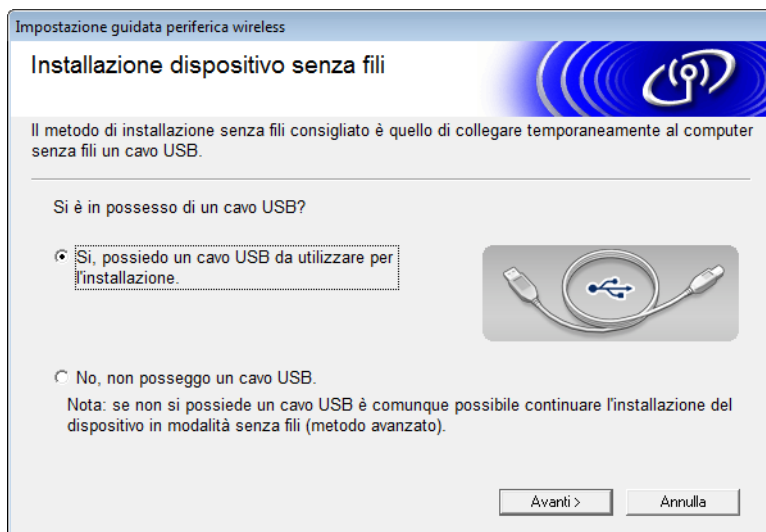 Impostazione guidata periferica wireless
Installazione dispositivo senza fili
Il metodo di installazione senza fili consigliato è quello di collegare temporaneamente al computer
senza fili un cavo USB.
Si è in possesso di un cavo USB?
Si, possiedo un cavo USB da utilizzare per
l'installazione.
No, non posseggo un cavo USB.
Nota: se non si possiede un cavo USB è comunque possibile continuare l'installazione del
dispositivo in modalità senza fili (metodo avanzato).
Avanti >
Annulla